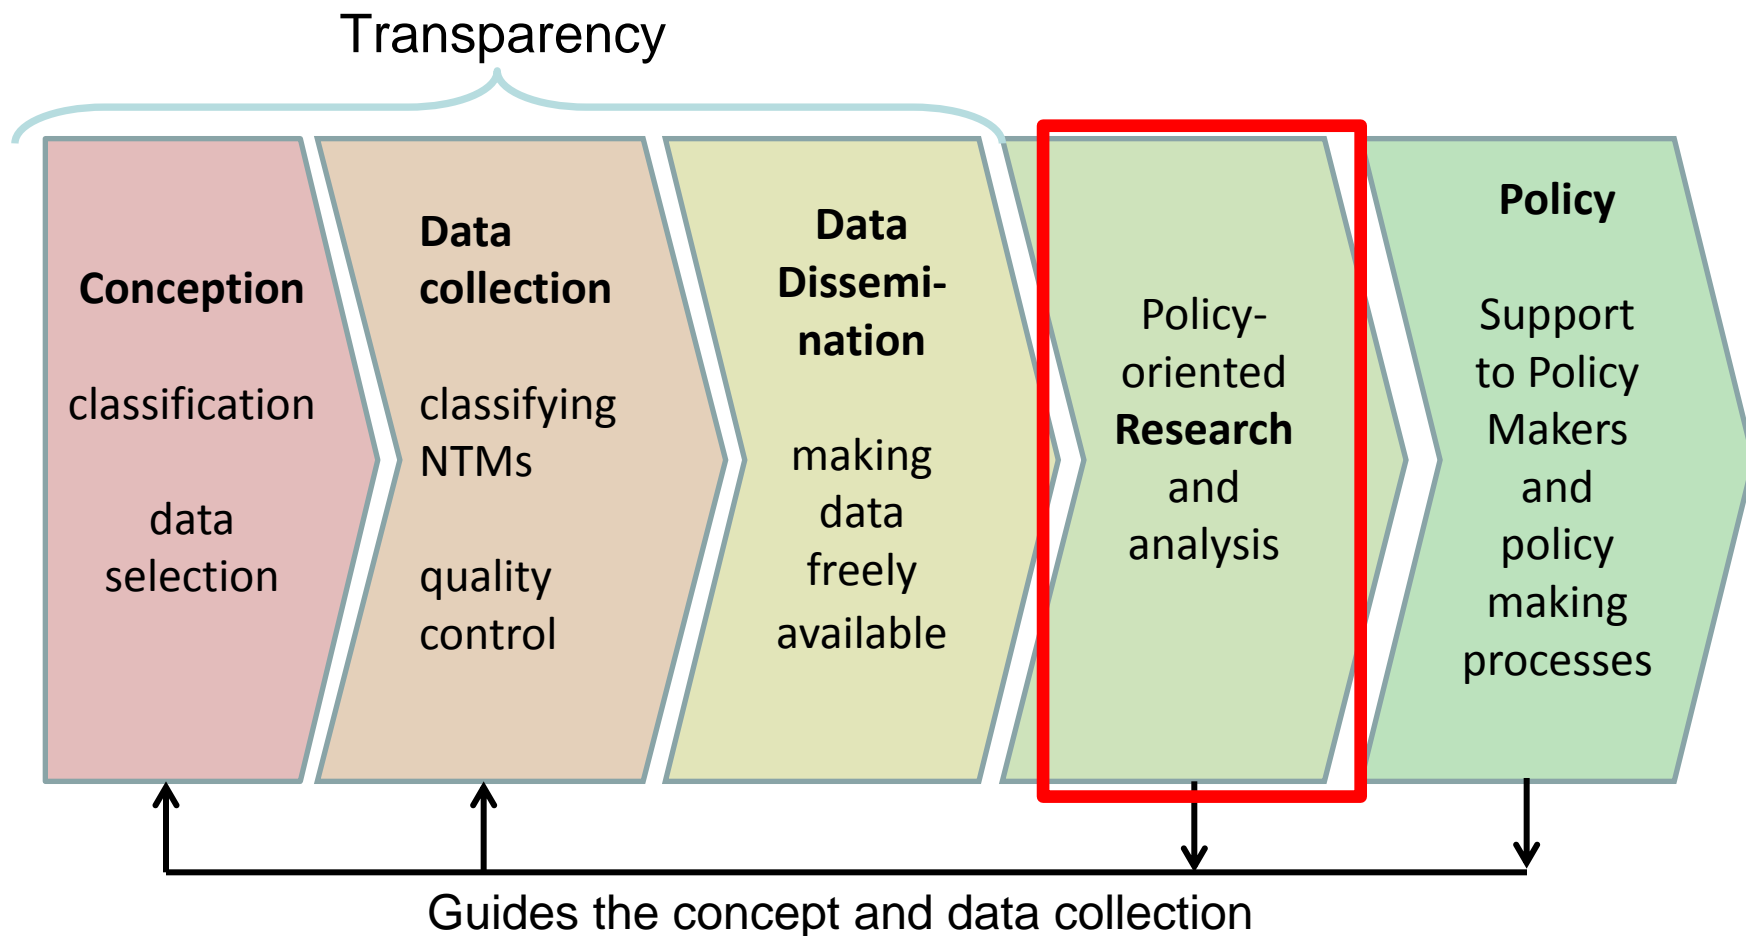 Transparency
Conception
classification
data
selection
Data
collection
classifying
NTMs
quality
control
Data
Dissemi-
nation
making
data
freely
available
Policy-
oriented
Research
and
analysis
Policy
Support
to Policy
Makers
and
policy
making
processes
Guides the concept and data collection